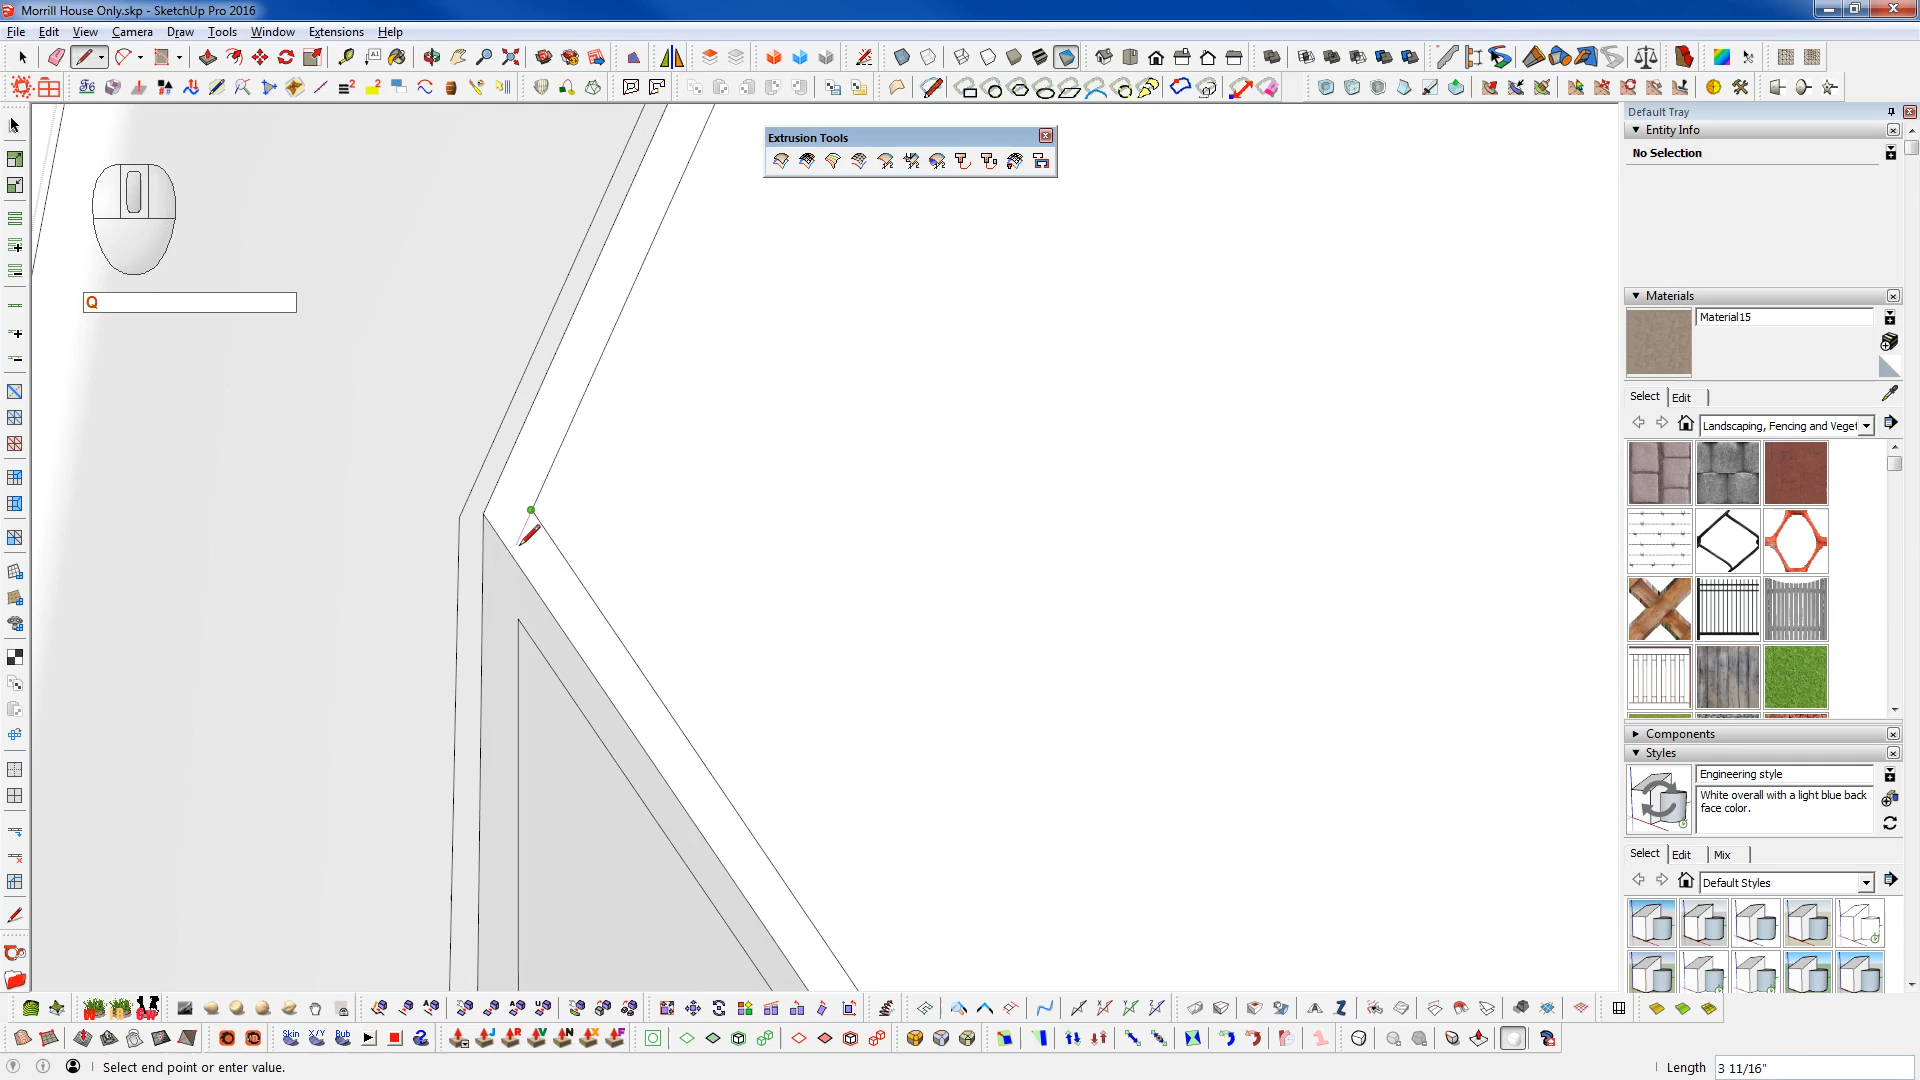 Morrill House Only.skp - SketchUp Pro 2016
File Edit View Camera Draw Tools Window Extensions Help
Default Tray
Entity Info
No Selection
Extrusion Tools
Q
Materials
Material15
Select Edit
Landscaping, Fencing and Veget
Components
Styles
Engineering style
White overall with a light blue back
face color.
Select Edit Mix
Default Styles
Skin X/Y Bub
Select end point or enter value.
Length 3 11/16"